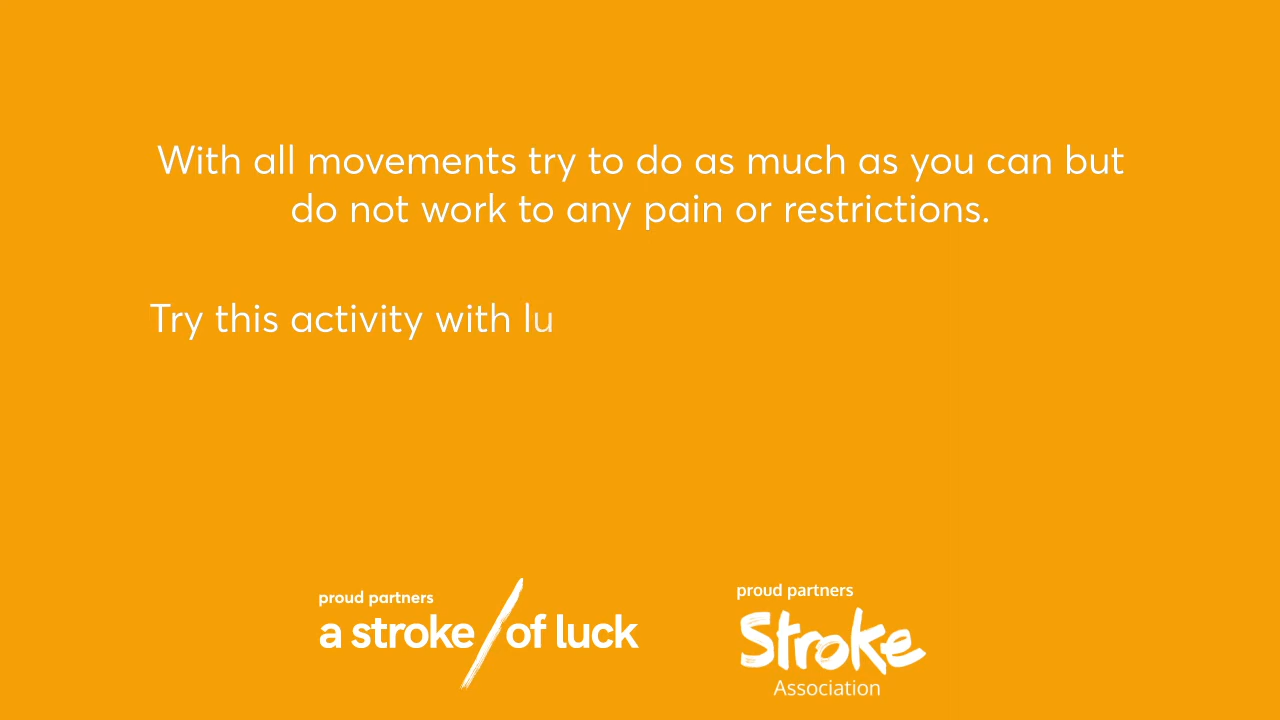 With all movements try to do as much as you can but
do not work to any pain or restrictions.
Try this activity with lu
proud partners
a stroke/of luck
proud partners
Stroke
Association